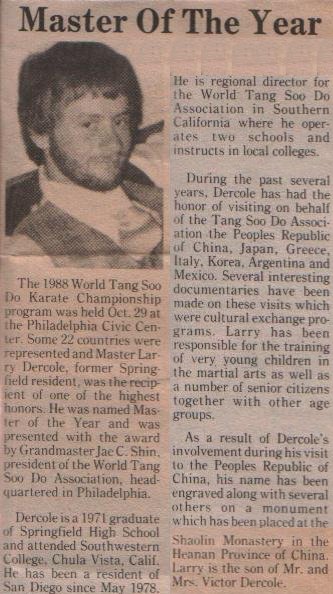 Master Of The Year
The 1988 World Tang Soo
Do Karate Championship
program was held Oct. 29 at
the Philadelphia Civic Cen-
ter. Some 22 countries were
represented and Master Lar-
ry Dercole, former Spring-
field resident, was the recip-
ient of one of the highest
honors. He was named Mas-
ter of the Year and was
presented with the award
by Grandmaster Jae C. Shin,
president of the World Tang
Soo Do Association, head-
quartered in Philadelphia.
Dercole is a 1971 graduate
of Springfield High School
and attended Southwestern
College, Chula Vista, Calif.
He has been a resident of
San Diego since May 1978.
He is regional director for
the World Tang Soo Do
Association in Southern
California where he oper-
ates two schools and
instructs in local colleges.
During the past several
years, Dercole has had the
honor of visiting on behalf
of the Tang Soo Do Associ-
ation the Peoples Republic
of China, Japan, Greece,
Italy, Korea, Argentina and
Mexico. Several interesting
documentaries have been
made on these visits which
were cultural exchange pro-
grams. Larry has been
responsible for the training
of very young children in
the martial arts as well as
a number of senior citizens
together with other age
groups.
As a result of Dercole's
involvement during his visit
to the Peoples Republic of
China, his name has been
engraved along with several
others on a monument
which has been placed at the
Shaolin Monastery in the
Heanan Province of China.
Larry is the son of Mr. and
Mrs. Victor Dercole.